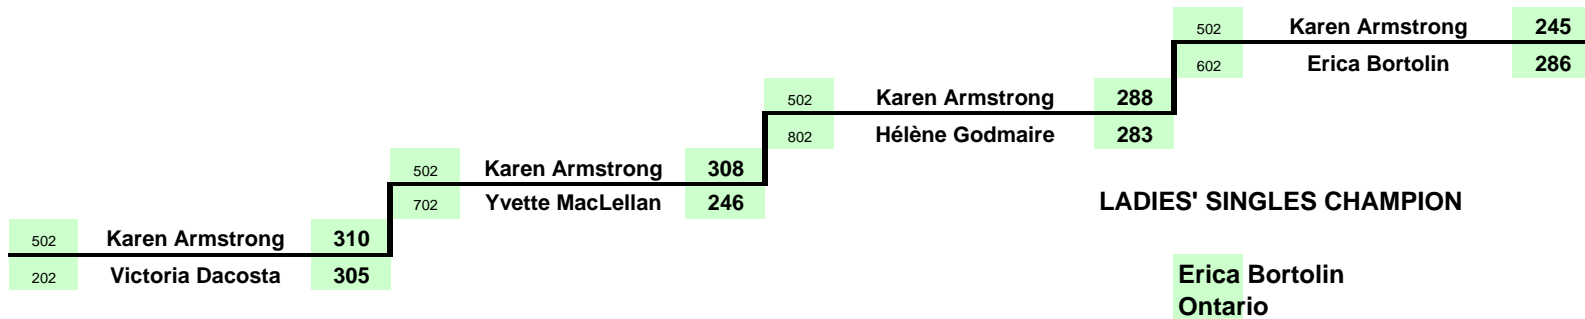 502 Karen Armstrong 245
602 Erica Bortolin 286
502 Karen Armstrong 288
802 Hélène Godmaire 283
502 Karen Armstrong 308
702 Yvette MacLellan 246
LADIES' SINGLES CHAMPION
502 Karen Armstrong 310
202 Victoria Dacosta 305
Erica Bortolin
Ontario